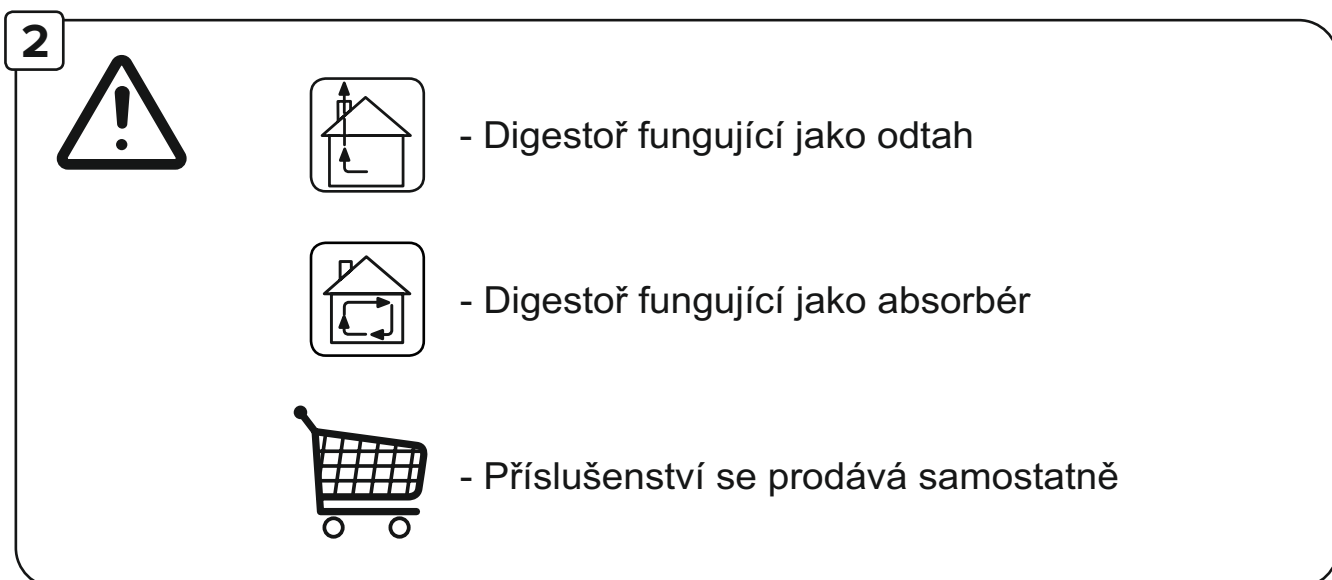 2
- Digestoř fungující jako odtah
- Digestoř fungující jako absorbér
- Příslušenství se prodává samostatně